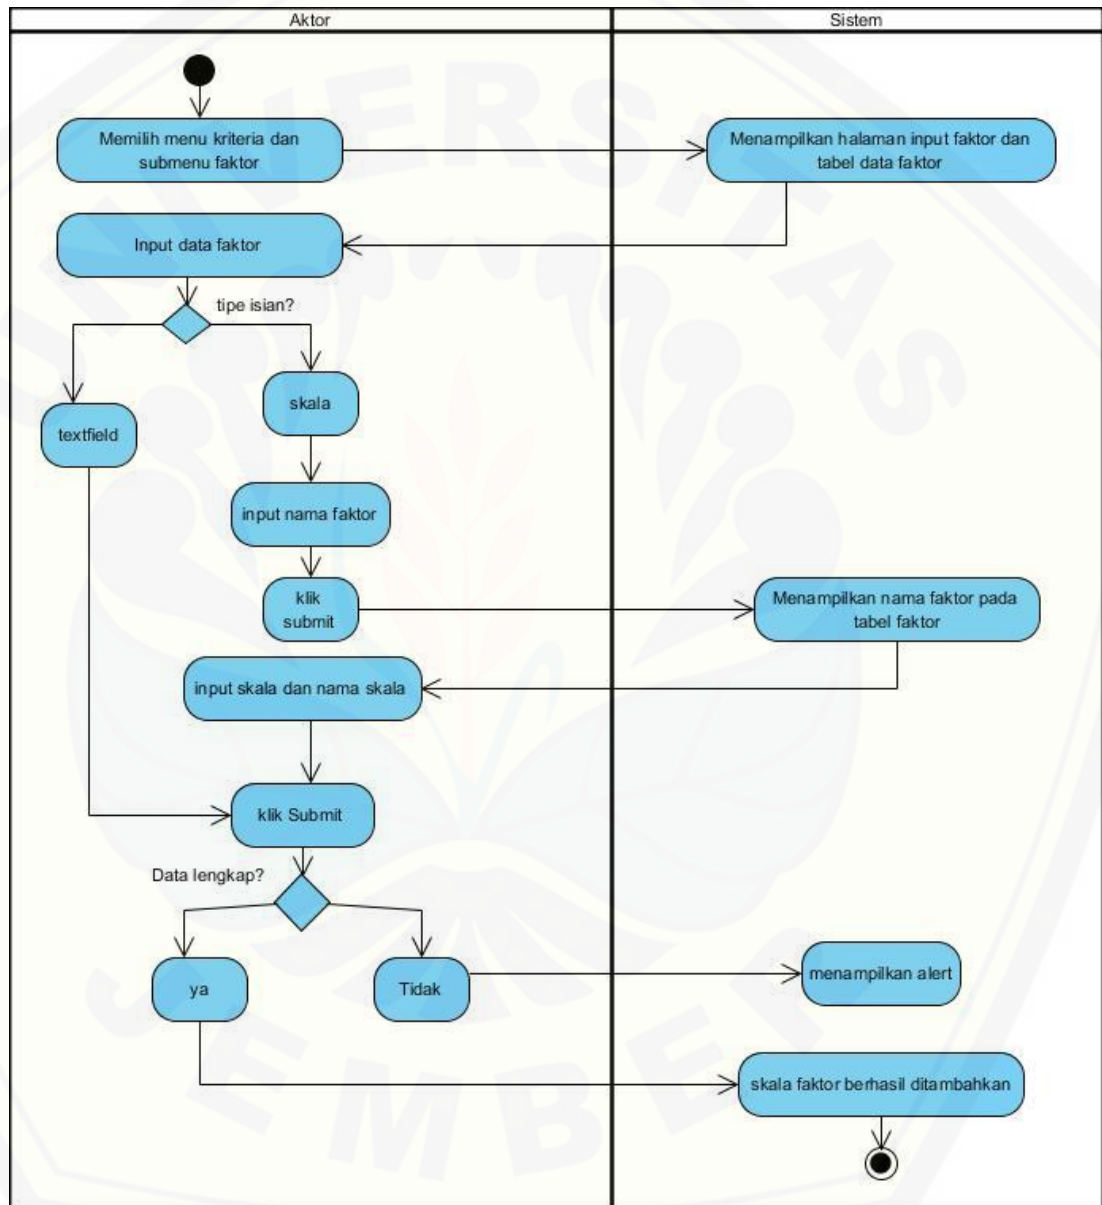 Aktor
Sistem
Memilih menu kriteria dan
submenu faktor
Menampilkan halaman input faktor dan
tabel data faktor
Input data faktor
tipe isian?
textfield
skala
input nama faktor
klik
submit
Menampilkan nama faktor pada
tabel faktor
input skala dan nama skala
klik Submit
Data lengkap?
ya
Tidak
menampilkan alert
skala faktor berhasil ditambahkan
UNIVERSITAS
JEMBER